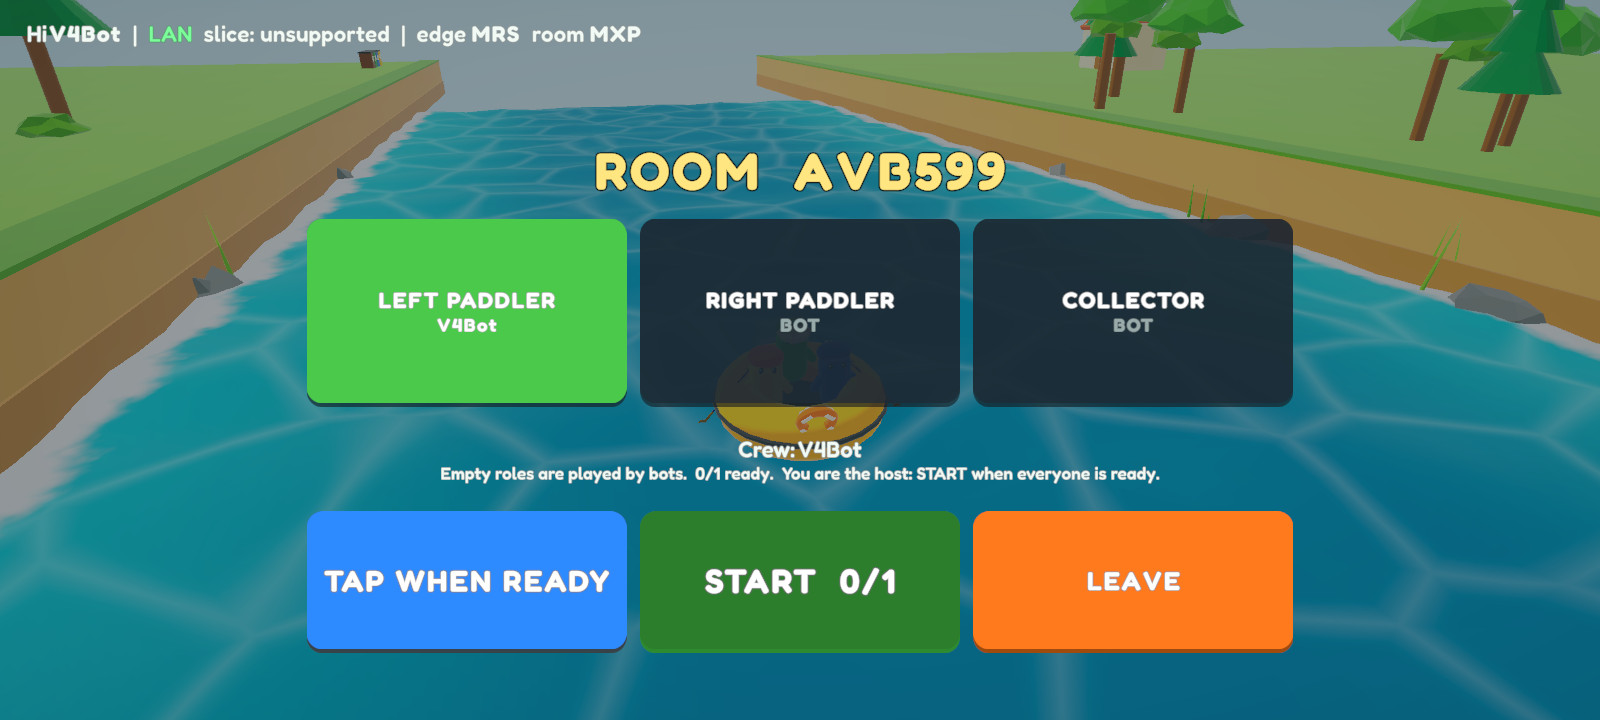 Hi V4Bot | LAN slice: unsupported | edge MRS room MXP
ROOM AVB599
LEFT PADDLER
V4Bot
RIGHT PADDLER
BOT
COLLECTOR
BOT
Crew: V4Bot
Empty roles are played by bots. 0/1 ready. You are the host: START when everyone is ready.
TAP WHEN READY
START 0/1
LEAVE